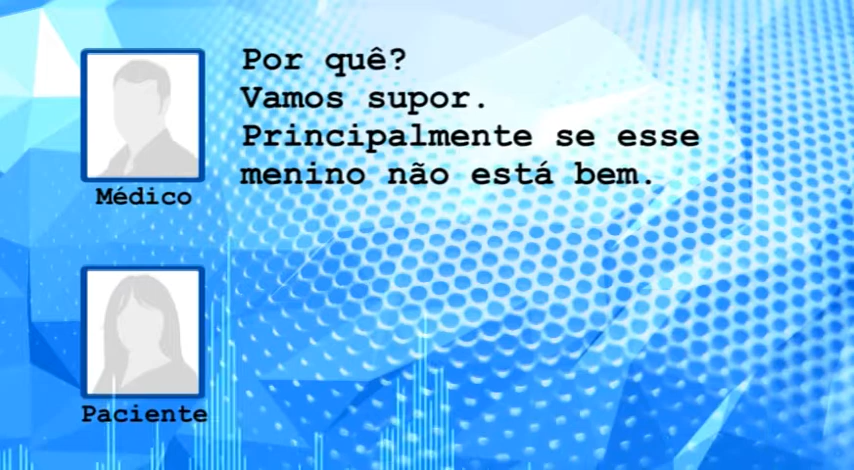 Por quê?
Vamos supor.
Principalmente se esse
menino não está bem.
Médico
Paciente